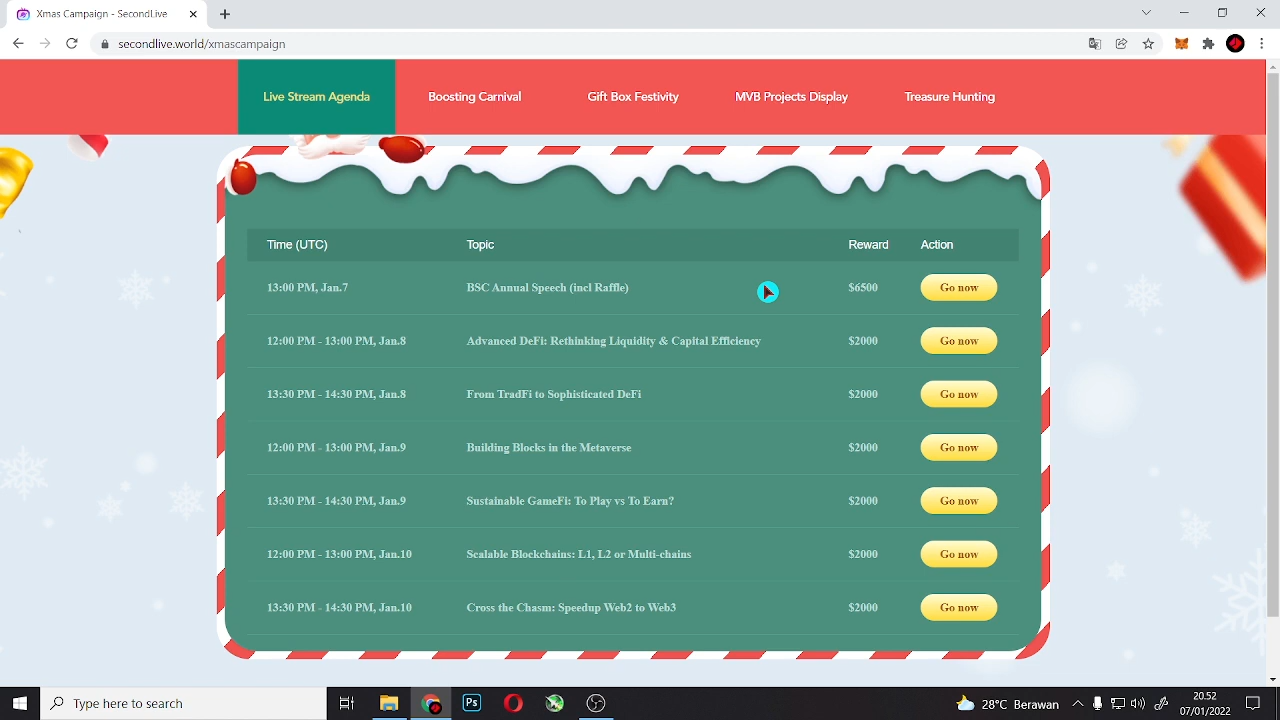 Xmas Campaign - SecondLive
secondlive.world/xmascampaign
Live Stream Agenda Boosting Carnival Gift Box Festivity MVB Projects Display Treasure Hunting
Time (UTC) Topic Reward Action
13:00 PM, Jan.7 BSC Annual Speech (incl Raffle) $6500 Go now
12:00 PM - 13:00 PM, Jan.8 Advanced DeFi: Rethinking Liquidity & Capital Efficiency $2000 Go now
13:30 PM - 14:30 PM, Jan.8 From TradFi to Sophisticated DeFi $2000 Go now
12:00 PM - 13:00 PM, Jan.9 Building Blocks in the Metaverse $2000 Go now
13:30 PM - 14:30 PM, Jan.9 Sustainable GameFi: To Play vs To Earn? $2000 Go now
12:00 PM - 13:00 PM, Jan.10 Scalable Blockchains: L1, L2 or Multi-chains $2000 Go now
13:30 PM - 14:30 PM, Jan.10 Cross the Chasm: Speedup Web2 to Web3 $2000 Go now
Type here to search Ps 28°C Berawan 20.52
07/01/2022